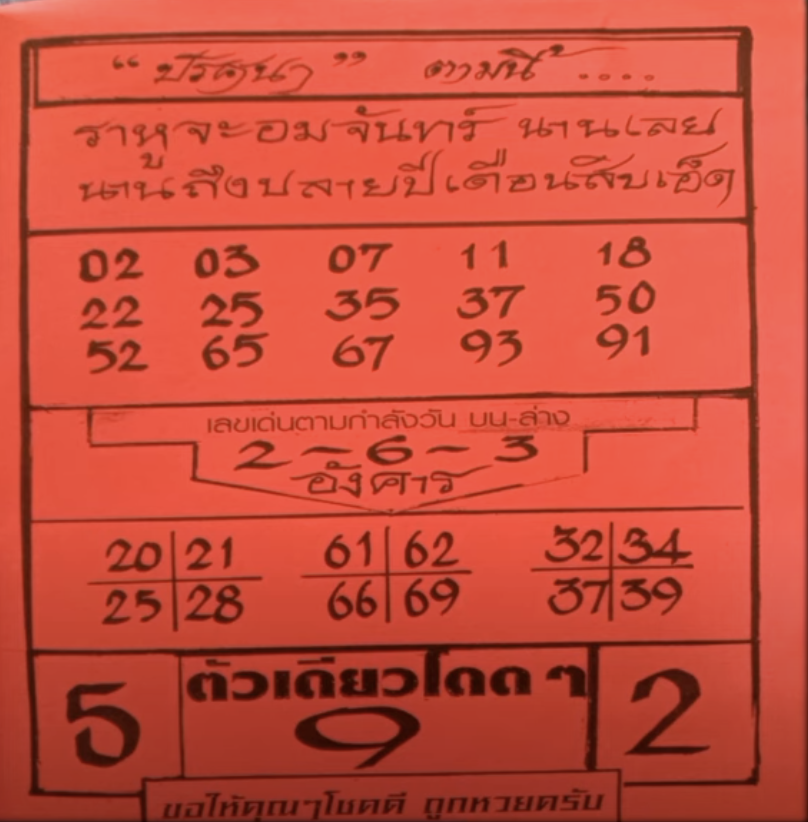 “ ปริศนา ” ตามนี้ ....
ราหูจะอมจันทร์ นานเลย
นานถึงปลายปีเดือนสิบเอ็ด
02 03 07 11 18
22 25 35 37 50
52 65 67 93 91
เลขเด่นตามกำลังวัน บน-ล่าง
2 - 6 - 3
อังคาร
20 21 61 62 32 34
25 28 66 69 37 39
ตัวเดียวโดด ๆ
5 9 2
ขอให้คุณๆโชคดี ถูกหวยครับ